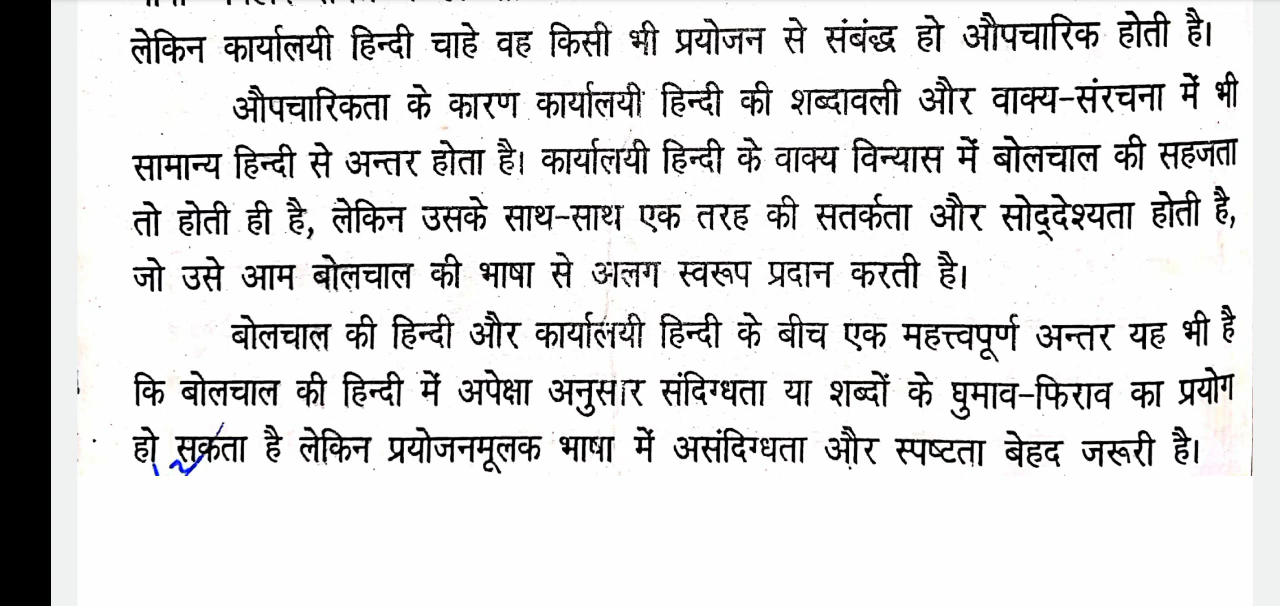 लेकिन कार्यालयी हिन्दी चाहे वह किसी भी प्रयोजन से संबंद्ध हो औपचारिक होती है।
औपचारिकता के कारण कार्यालयी हिन्दी की शब्दावली और वाक्य-संरचना में भी
सामान्य हिन्दी से अन्तर होता है। कार्यालयी हिन्दी के वाक्य विन्यास में बोलचाल की सहजता
तो होती ही है, लेकिन उसके साथ-साथ एक तरह की सतर्कता और सोद्‌देश्यता होती है,
जो उसे आम बोलचाल की भाषा से अलग स्वरूप प्रदान करती है।
बोलचाल की हिन्दी और कार्यालयी हिन्दी के बीच एक महत्त्वपूर्ण अन्तर यह भी है
कि बोलचाल की हिन्दी में अपेक्षा अनुसार संदिग्धता या शब्दों के घुमाव-फिराव का प्रयोग
हो सकता है लेकिन प्रयोजनमूलक भाषा में असंदिग्धता और स्पष्टता बेहद जरूरी है।